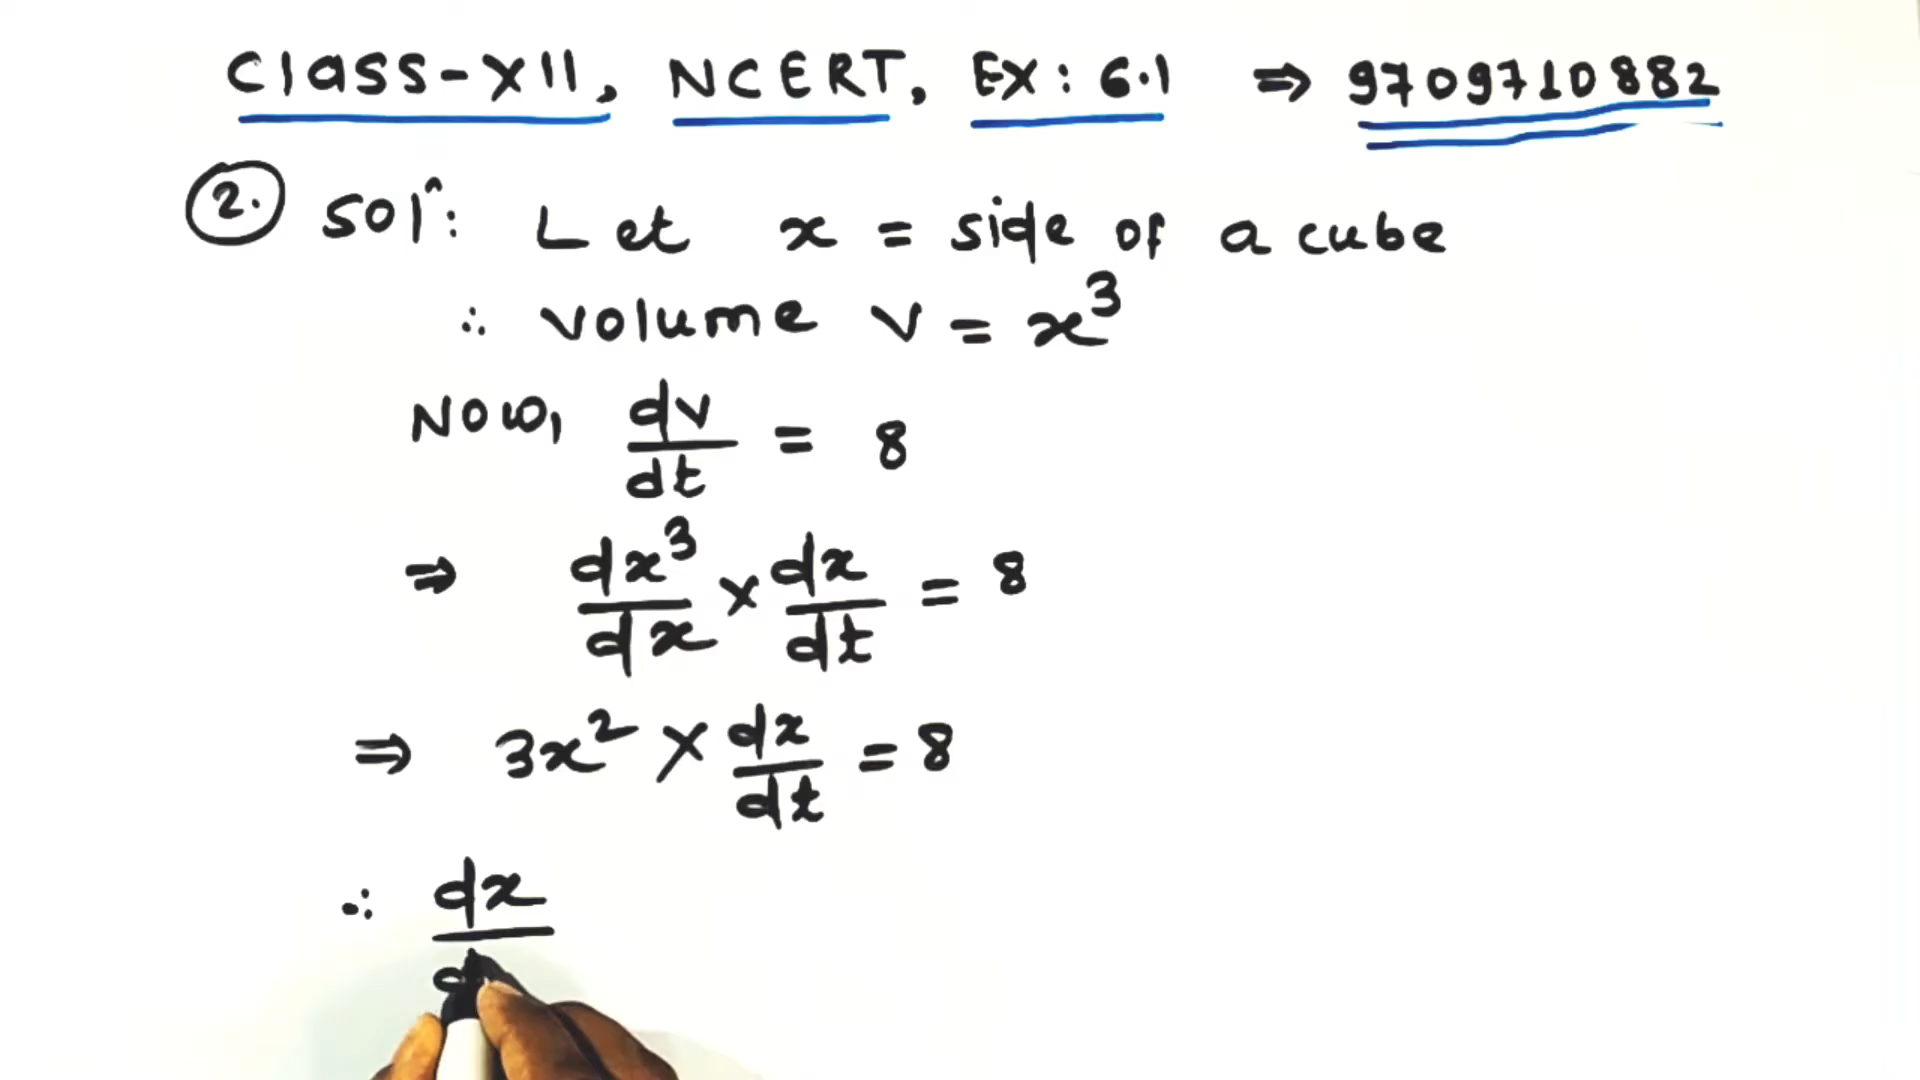 Class-XII, NCERT, EX: 6.1 ⇒ 9709710882
2. Solⁿ: Let x = side of a cube
∴ volume v = x³
Now, dv/dt = 8
⇒ dx³/dx × dx/dt = 8
⇒ 3x² × dx/dt = 8
∴ dx/d